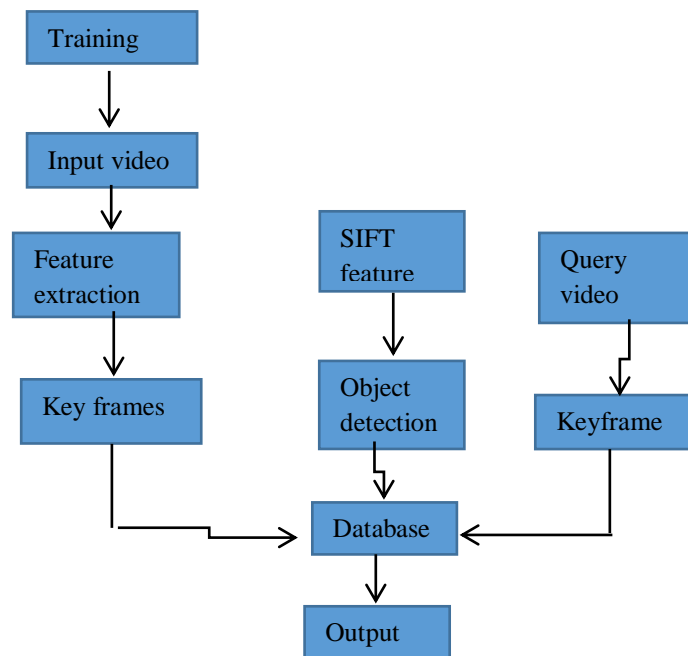 Training
Input video
Feature
extraction
Key frames
SIFT
feature
Object
detection
Query
video
Keyframe
Database
Output